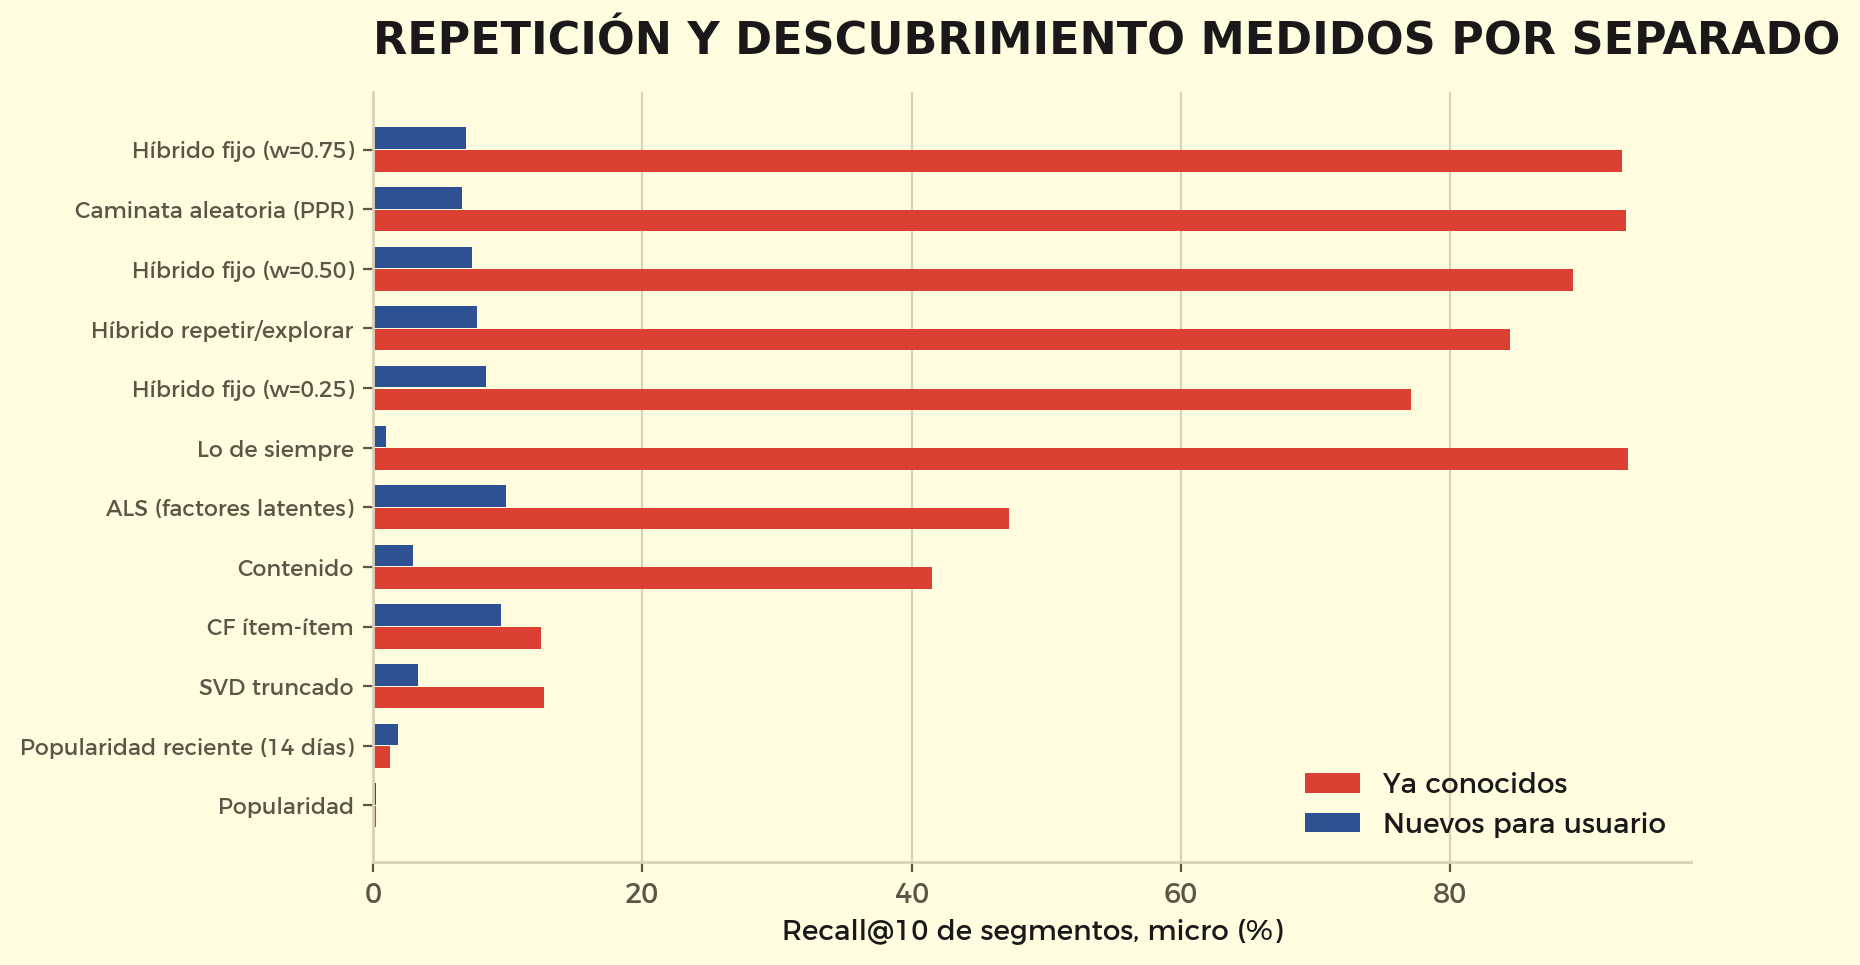 REPETICIÓN Y DESCUBRIMIENTO MEDIDOS POR SEPARADO
Híbrido fijo (w=0.75)
Caminata aleatoria (PPR)
Híbrido fijo (w=0.50)
Híbrido repetir/explorar
Híbrido fijo (w=0.25)
Lo de siempre
ALS (factores latentes)
Contenido
CF ítem-ítem
SVD truncado
Popularidad reciente (14 días)
Popularidad
Ya conocidos
Nuevos para usuario
0 20 40 60 80
Recall@10 de segmentos, micro (%)